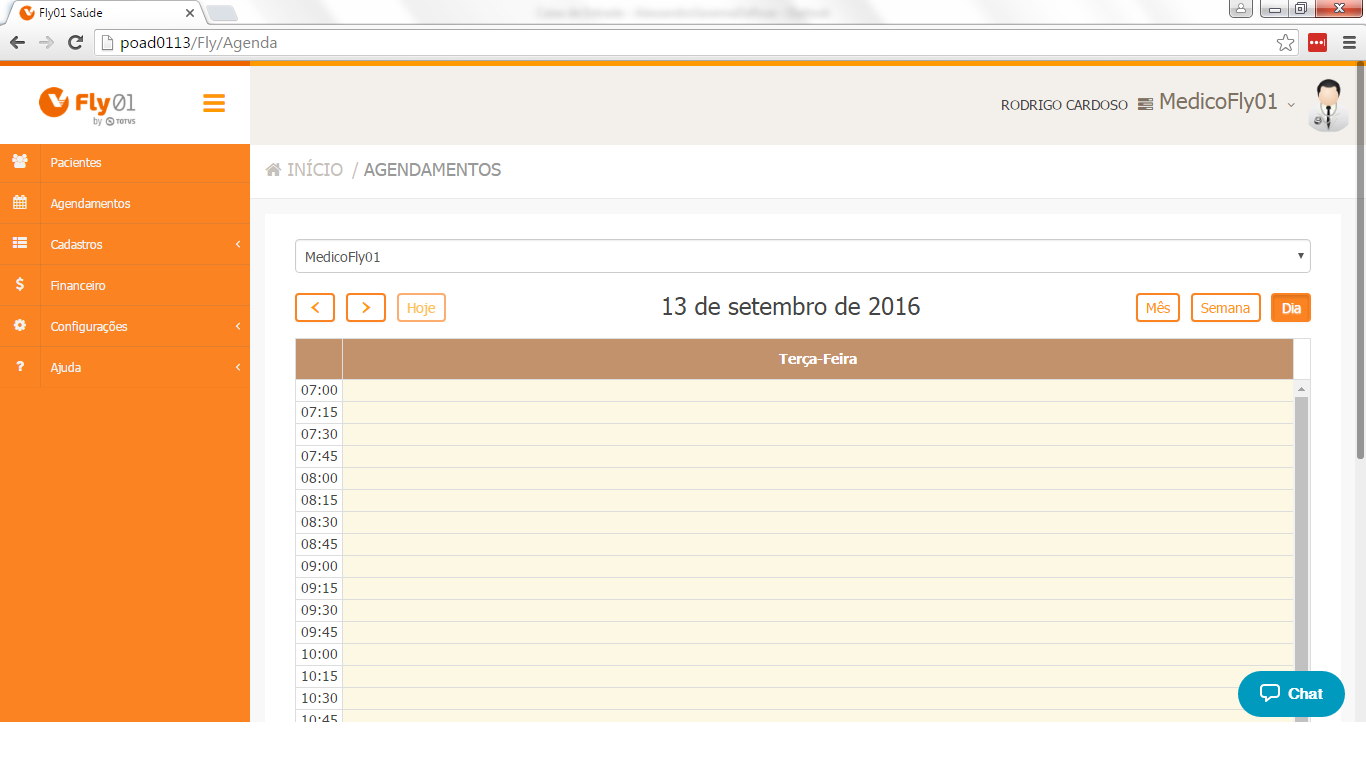 Fly01 Saúde
poad0113/Fly/Agenda
Fly01
by TOTVS
RODRIGO CARDOSO MedicoFly01
Pacientes
INÍCIO / AGENDAMENTOS
Agendamentos
Cadastros
Financeiro
Configurações
Ajuda
MedicoFly01
Hoje
13 de setembro de 2016
Mês
Semana
Dia
Terça-Feira
07:00
07:15
07:30
07:45
08:00
08:15
08:30
08:45
09:00
09:15
09:30
09:45
10:00
10:15
10:30
10:45
Chat